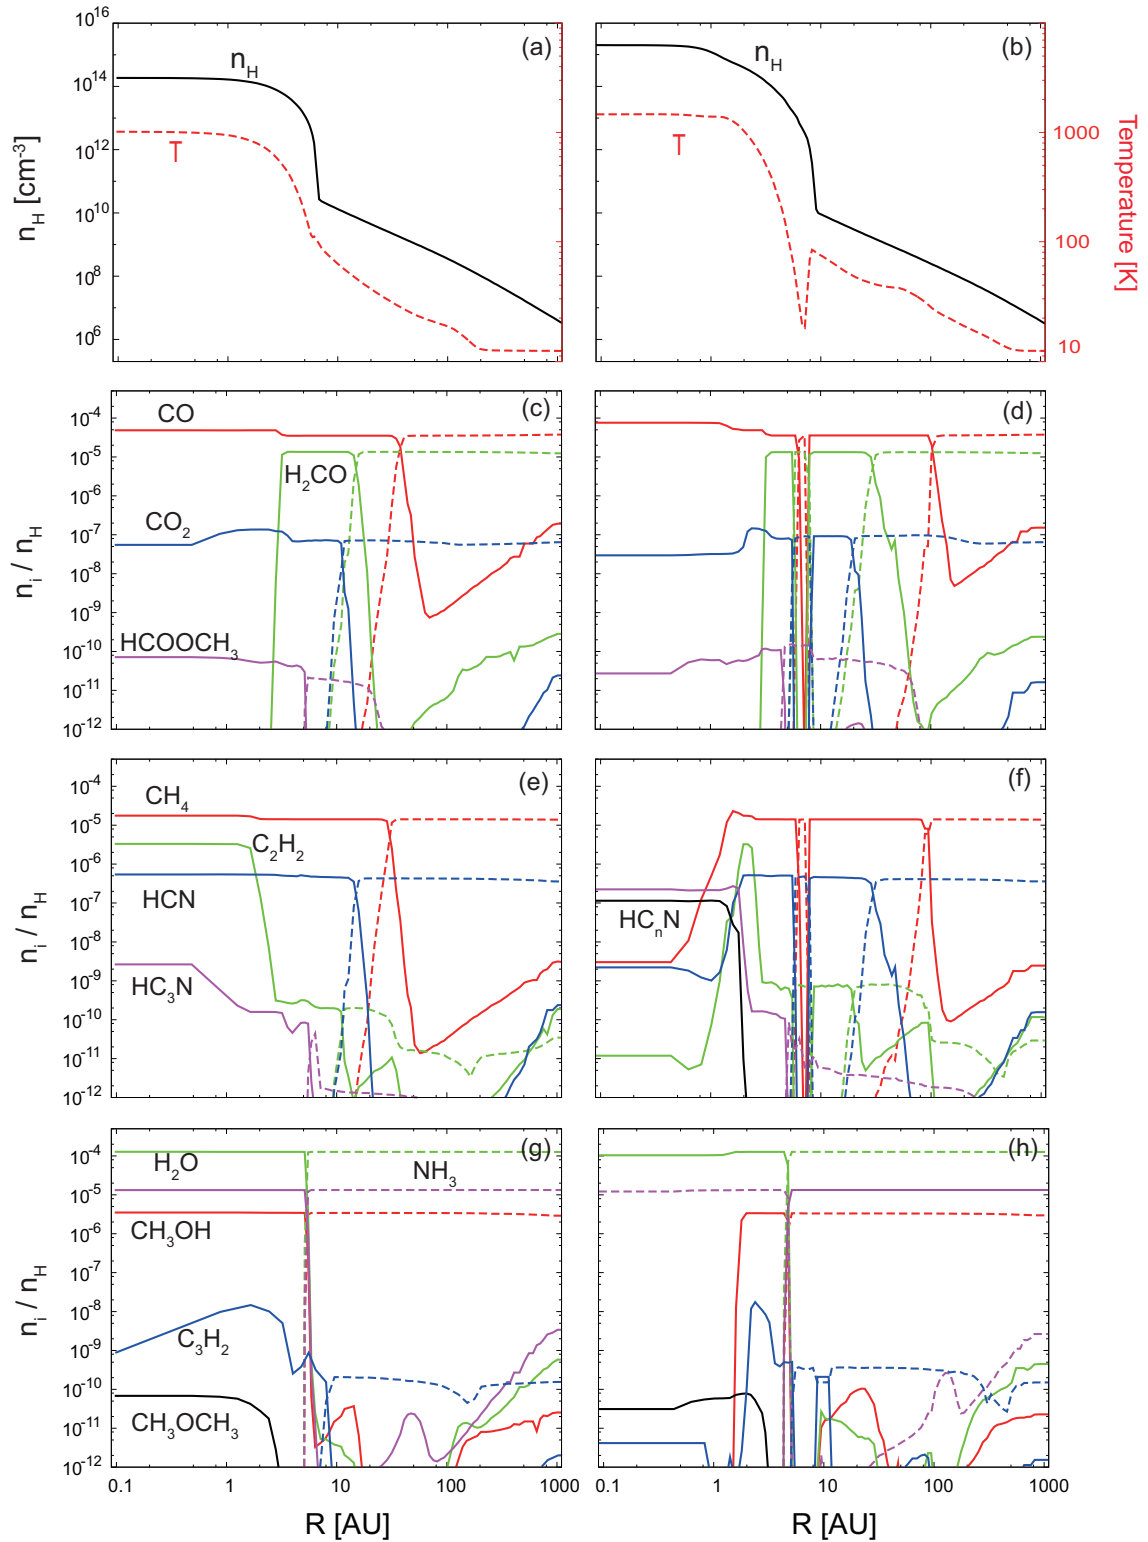 10^16
10^14
10^12
10^10
10^8
10^6
n_H [cm^-3]
(a)
n_H
T
(b)
n_H
T
1000
100
10
Temperature [K]
10^-4
10^-5
10^-6
10^-7
10^-8
10^-9
10^-10
10^-11
10^-12
n_i / n_H
(c)
CO
H_2CO
CO_2
HCOOCH_3
(d)
10^-4
10^-5
10^-6
10^-7
10^-8
10^-9
10^-10
10^-11
10^-12
n_i / n_H
(e)
CH_4
C_2H_2
HCN
HC_3N
(f)
HC_nN
10^-4
10^-5
10^-6
10^-7
10^-8
10^-9
10^-10
10^-11
10^-12
n_i / n_H
(g)
H_2O
NH_3
CH_3OH
C_3H_2
CH_3OCH_3
(h)
0.1 1 10 100 1000
0.1 1 10 100 1000
R [AU]
R [AU]